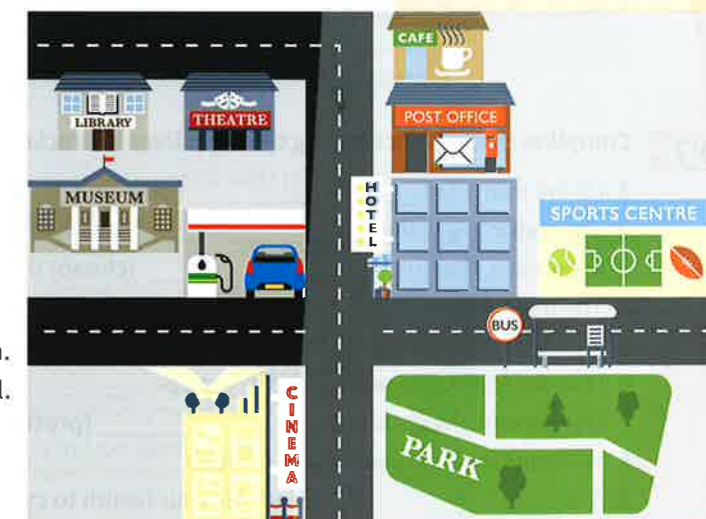 CAFE
LIBRARY
THEATRE
POST OFFICE
MUSEUM
HOTEL
SPORTS CENTRE
BUS
l.
CINEMA
PARK